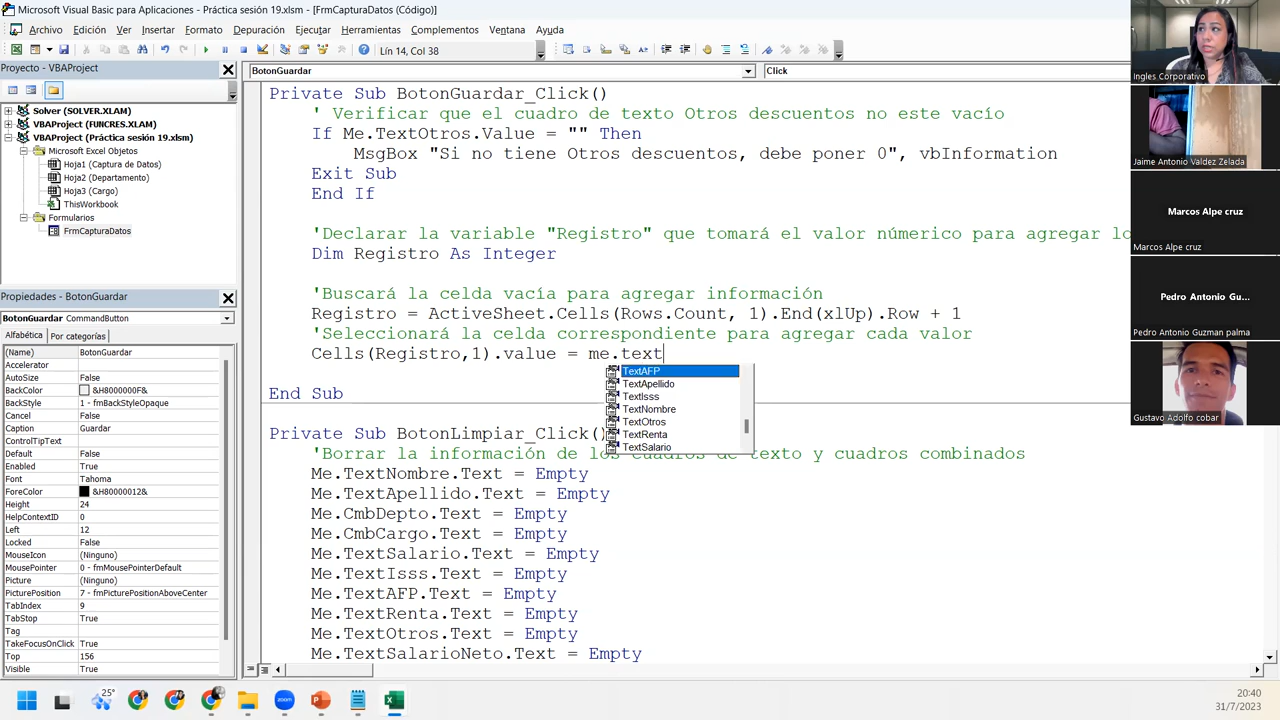 Microsoft Visual Basic para Aplicaciones - Práctica sesión 19.xlsm - [FrmCapturaDatos (Código)]
Archivo Edición Ver Insertar Formato Depuración Ejecutar Herramientas Complementos Ventana Ayuda
Lín 14, Col 38
Proyecto - VBAProject
Solver (SOLVER.XLAM)
VBAProject (FUNCRES.XLAM)
VBAProject (Práctica sesión 19.xlsm)
Microsoft Excel Objetos
Hoja1 (Captura de Datos)
Hoja2 (Departamento)
Hoja3 (Cargo)
ThisWorkbook
Formularios
FrmCapturaDatos
Propiedades - BotonGuardar
BotonGuardar CommandButton
Alfabética Por categorías
(Name) BotonGuardar
Accelerator
AutoSize False
BackColor &H8000000F&
BackStyle 1 - fmBackStyleOpaque
Cancel False
Caption Guardar
ControlTipText
Default False
Enabled True
Font Tahoma
ForeColor &H80000012&
Height 24
HelpContextID 0
Left 12
Locked False
MouseIcon (Ninguno)
MousePointer 0 - fmMousePointerDefault
Picture (Ninguno)
PicturePosition 7 - fmPicturePositionAboveCenter
TabIndex 9
TabStop True
Tag
TakeFocusOnClick True
Top 156
Visible True
BotonGuardar Click
Private Sub BotonGuardar_Click()
' Verificar que el cuadro de texto Otros descuentos no este vacío
If Me.TextOtros.Value = "" Then
MsgBox "Si no tiene Otros descuentos, debe poner 0", vbInformation
Exit Sub
End If
'Declarar la variable "Registro" que tomará el valor númerico para agregar lo
Dim Registro As Integer
'Buscará la celda vacía para agregar información
Registro = ActiveSheet.Cells(Rows.Count, 1).End(xlUp).Row + 1
'Seleccionará la celda correspondiente para agregar cada valor
Cells(Registro,1).value = me.text
TextAFP
TextApellido
TextIsss
TextNombre
TextOtros
TextRenta
TextSalario
End Sub
Private Sub BotonLimpiar_Click()
'Borrar la información de los cuadros de texto y cuadros combinados
Me.TextNombre.Text = Empty
Me.TextApellido.Text = Empty
Me.CmbDepto.Text = Empty
Me.CmbCargo.Text = Empty
Me.TextSalario.Text = Empty
Me.TextIsss.Text = Empty
Me.TextAFP.Text = Empty
Me.TextRenta.Text = Empty
Me.TextOtros.Text = Empty
Me.TextSalarioNeto.Text = Empty
Ingles Corporativo
Jaime Antonio Valdez Zelada
Marcos Alpe cruz
Marcos Alpe cruz
Pedro Antonio Gu...
Pedro Antonio Guzman palma
Gustavo Adolfo cobar
25°
zoom
20:40
31/7/2023